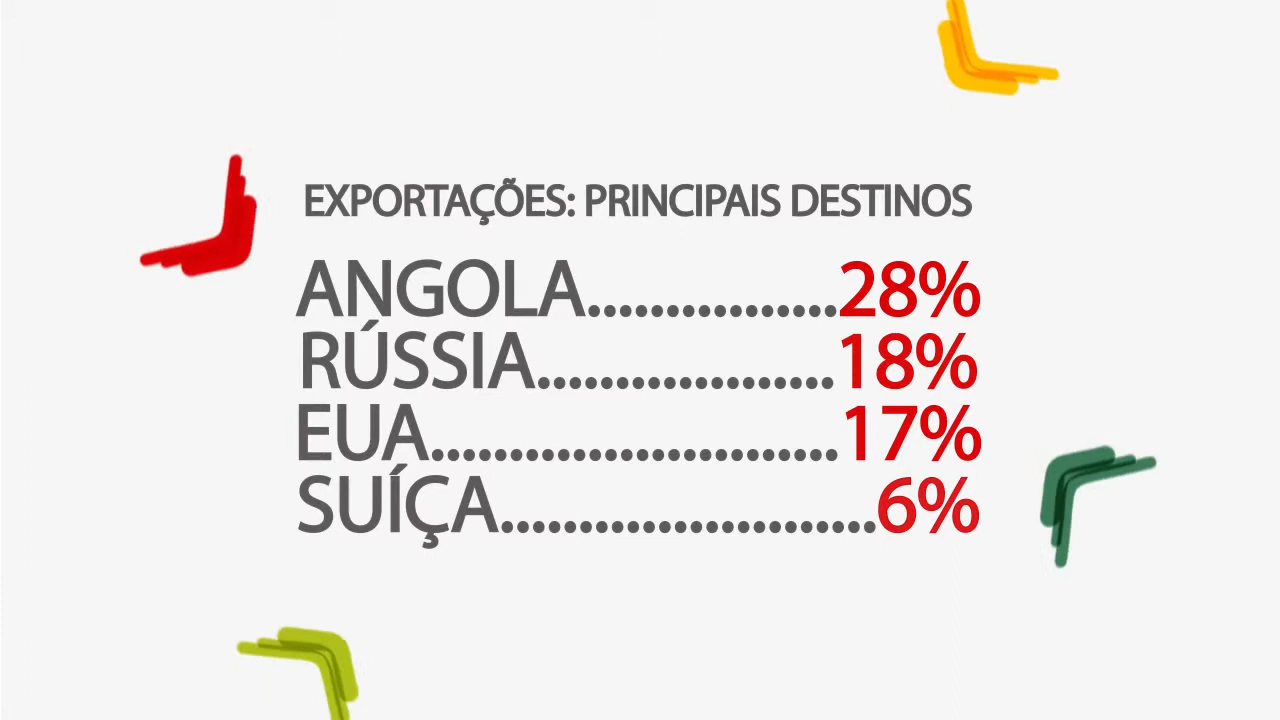 EXPORTAÇÕES: PRINCIPAIS DESTINOS
ANGOLA................28%
RÚSSIA...................18%
EUA..........................17%
SUÍÇA........................6%